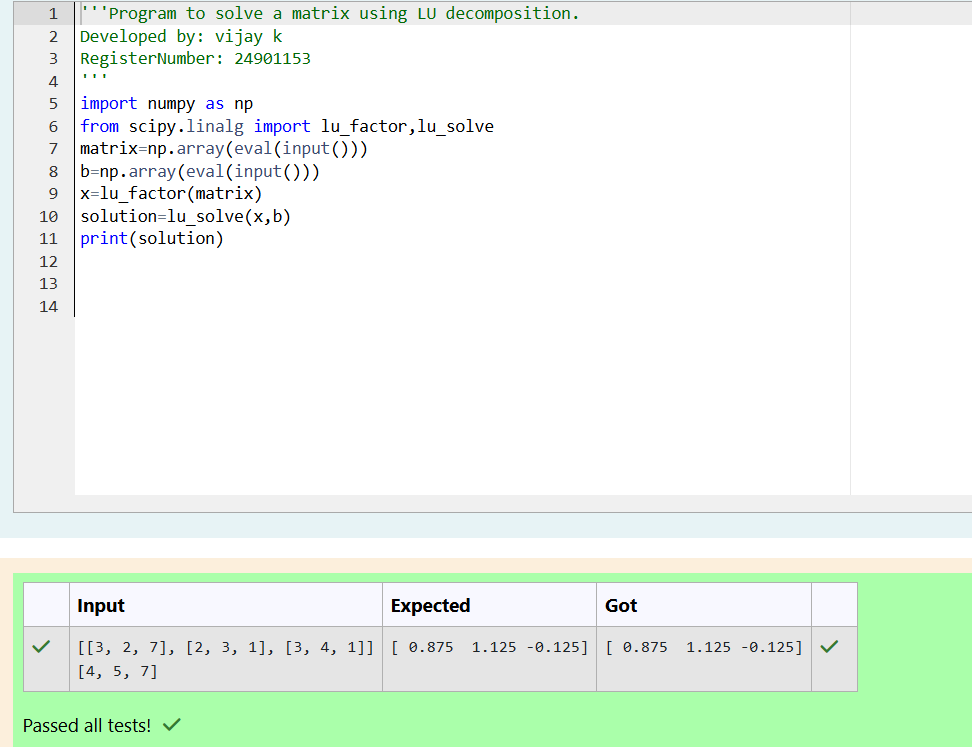 1 '''Program to solve a matrix using LU decomposition.
2 Developed by: vijay k
3 RegisterNumber: 24901153
4 '''
5 import numpy as np
6 from scipy.linalg import lu_factor,lu_solve
7 matrix=np.array(eval(input()))
8 b=np.array(eval(input()))
9 x=lu_factor(matrix)
10 solution=lu_solve(x,b)
11 print(solution)
12
13
14
Input Expected Got
[[3, 2, 7], [2, 3, 1], [3, 4, 1]] [ 0.875  1.125 -0.125] [ 0.875  1.125 -0.125]
[4, 5, 7]
Passed all tests!